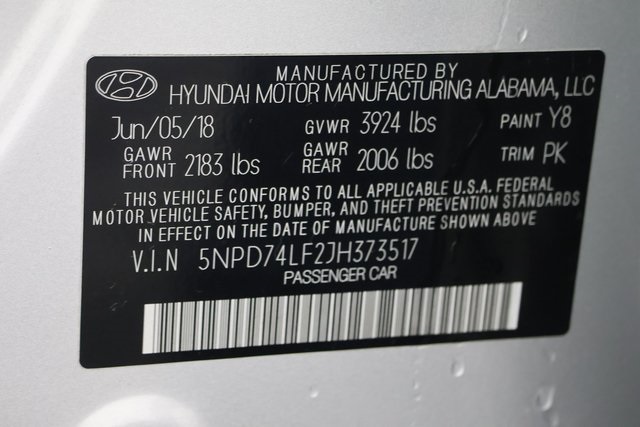 MANUFACTURED BY
HYUNDAI MOTOR MANUFACTURING ALABAMA, LLC
Jun/05/18 GVWR 3924 lbs PAINT Y8
GAWR FRONT 2183 lbs GAWR REAR 2006 lbs TRIM PK
THIS VEHICLE CONFORMS TO ALL APPLICABLE U.S.A. FEDERAL
MOTOR VEHICLE SAFETY, BUMPER, AND THEFT PREVENTION STANDARDS
IN EFFECT ON THE DATE OF MANUFACTURE SHOWN ABOVE
V.I.N 5NPD74LF2JH373517
PASSENGER CAR